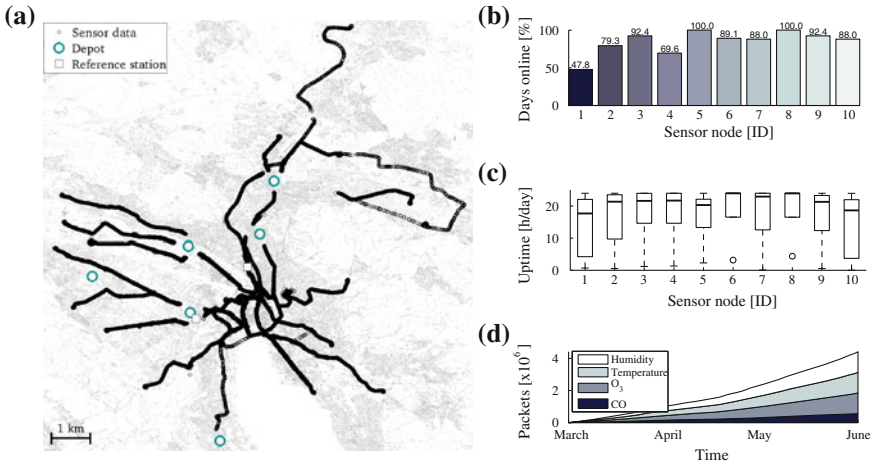 (a)
Sensor data
Depot
Reference station
1 km
(b)
Days online [%]
100
50
0
47.8
79.3
92.4
69.6
100.0
89.1
88.0
100.0
92.4
88.0
1 2 3 4 5 6 7 8 9 10
Sensor node [ID]
(c)
Uptime [h/day]
20
10
0
1 2 3 4 5 6 7 8 9 10
Sensor node [ID]
(d)
Packets [x10⁶]
4
2
0
Humidity
Temperature
O₃
CO
March April May June
Time